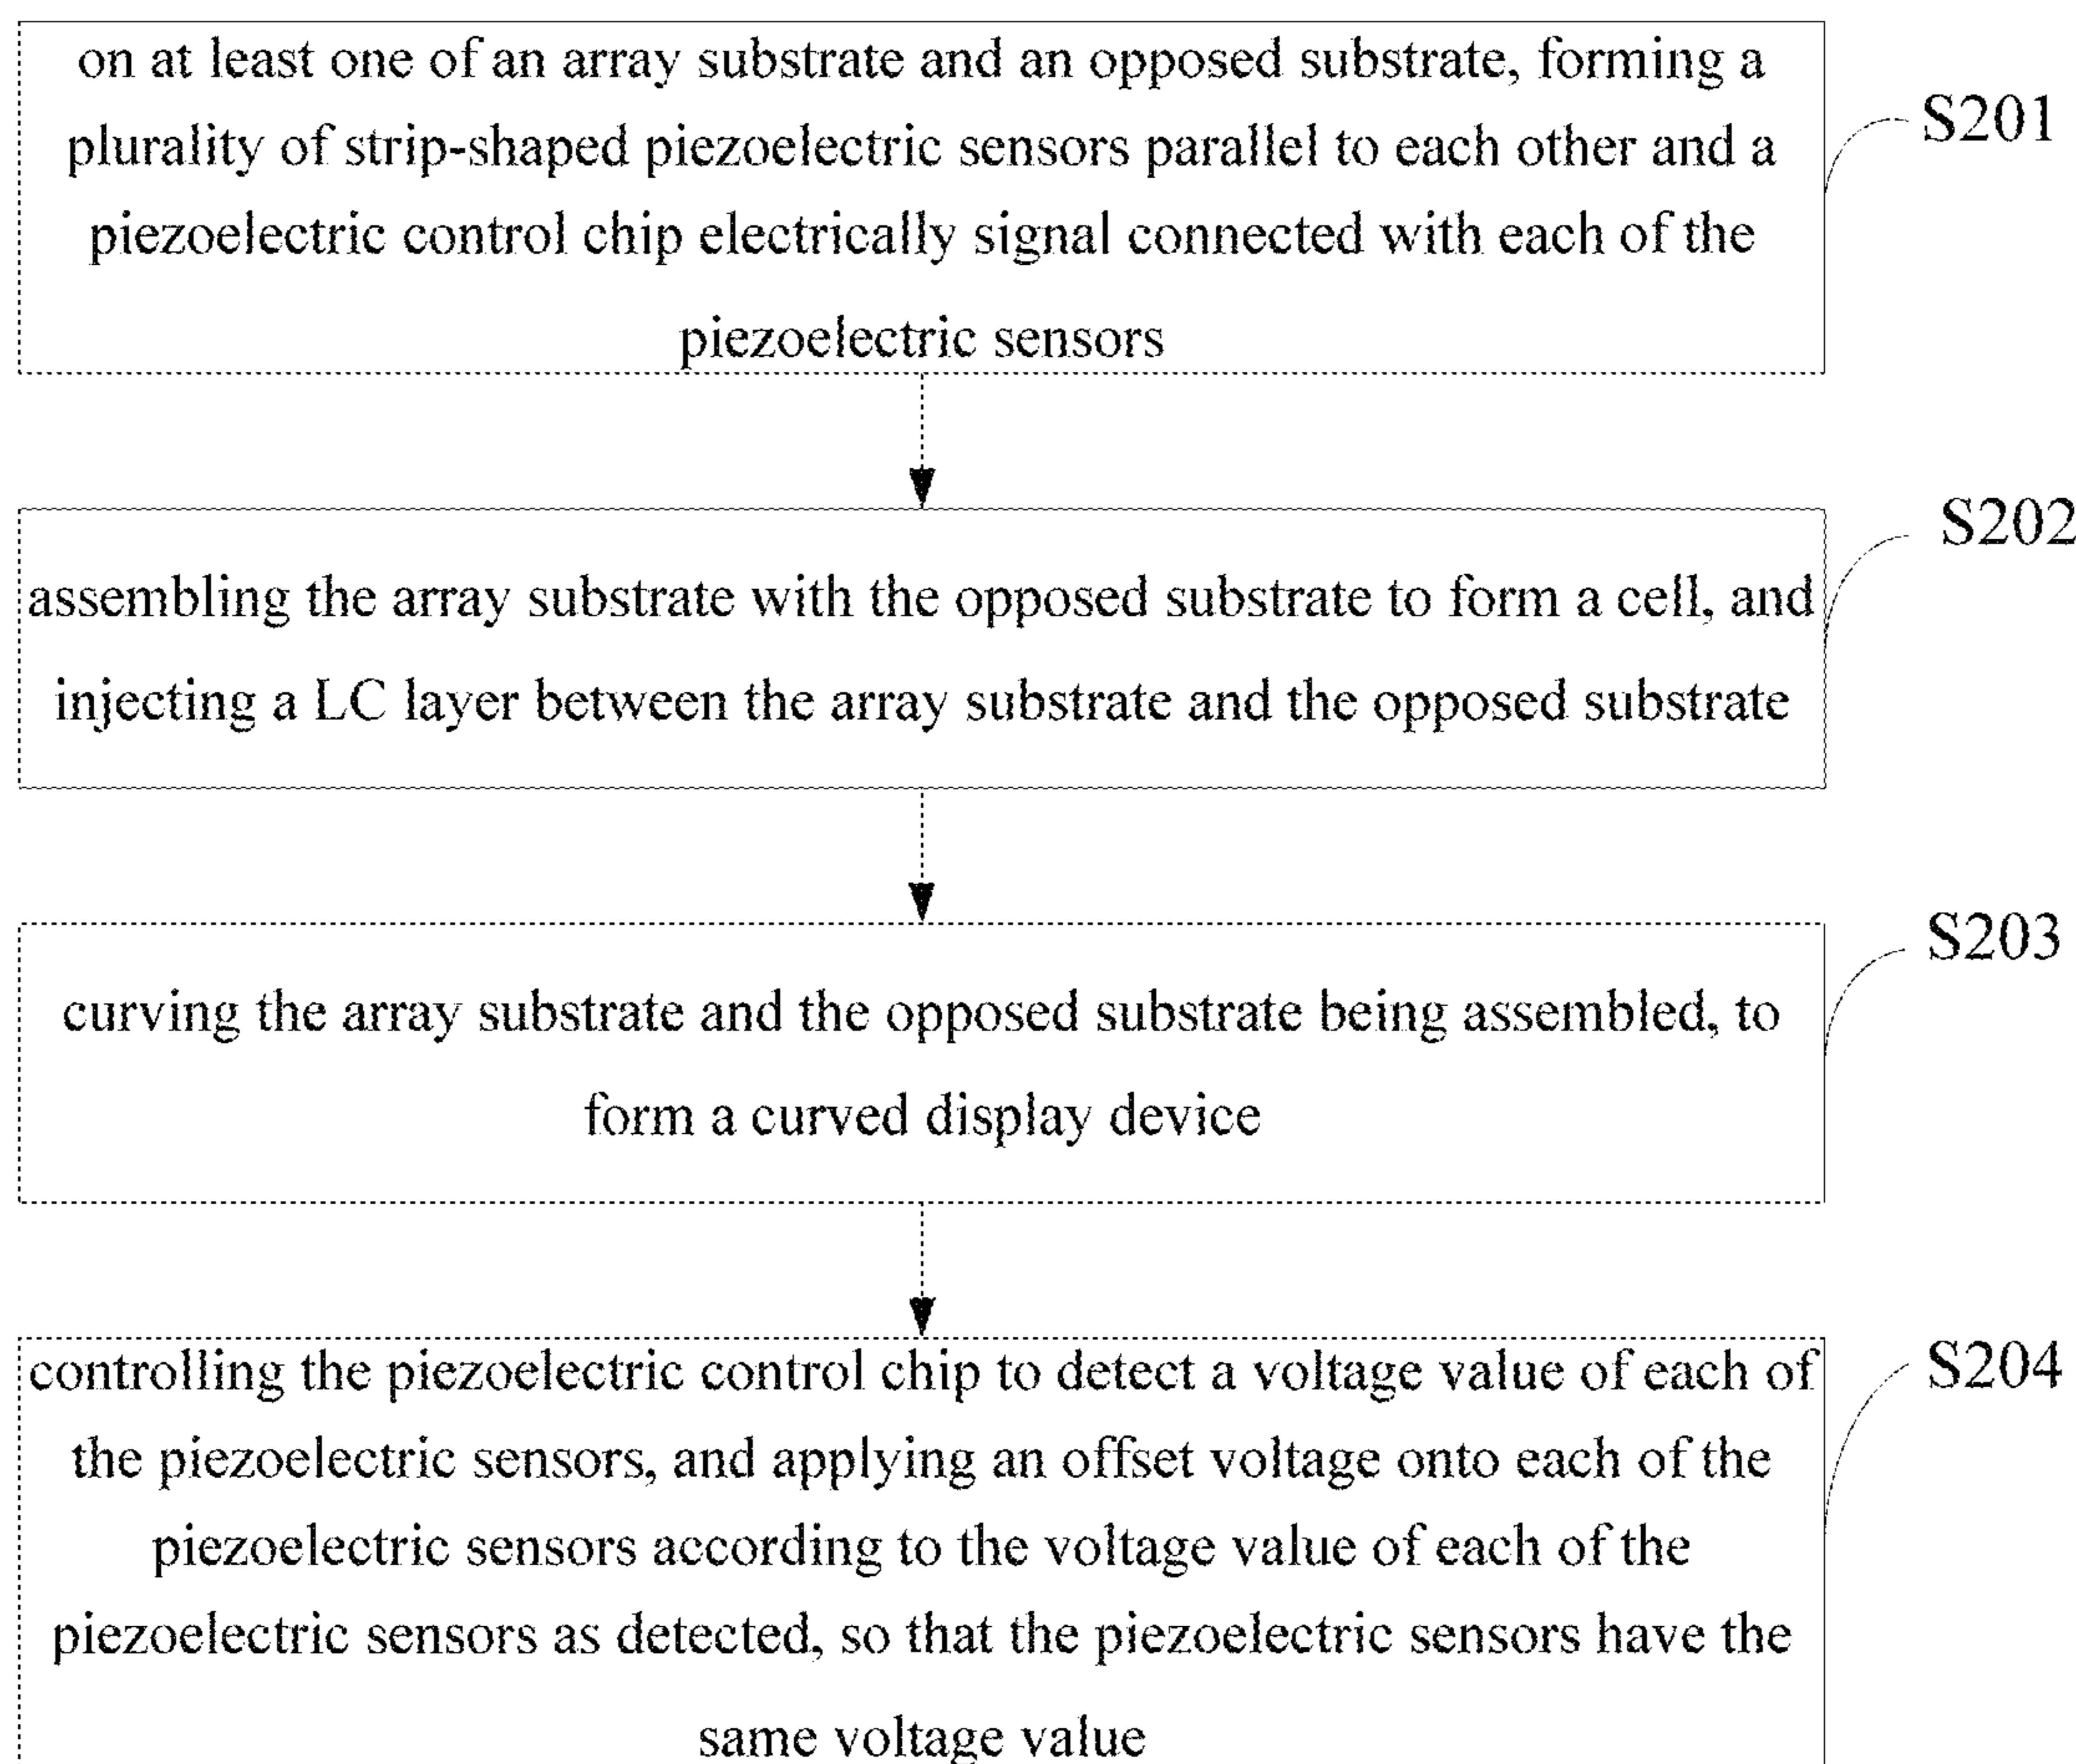 on at least one of an array substrate and an opposed substrate, forming a
plurality of strip-shaped piezoelectric sensors parallel to each other and a
piezoelectric control chip electrically signal connected with each of the
piezoelectric sensors
S201
assembling the array substrate with the opposed substrate to form a cell, and
injecting a LC layer between the array substrate and the opposed substrate
S202
curving the array substrate and the opposed substrate being assembled, to
form a curved display device
S203
controlling the piezoelectric control chip to detect a voltage value of each of
the piezoelectric sensors, and applying an offset voltage onto each of the
piezoelectric sensors according to the voltage value of each of the
piezoelectric sensors as detected, so that the piezoelectric sensors have the
same voltage value
S204